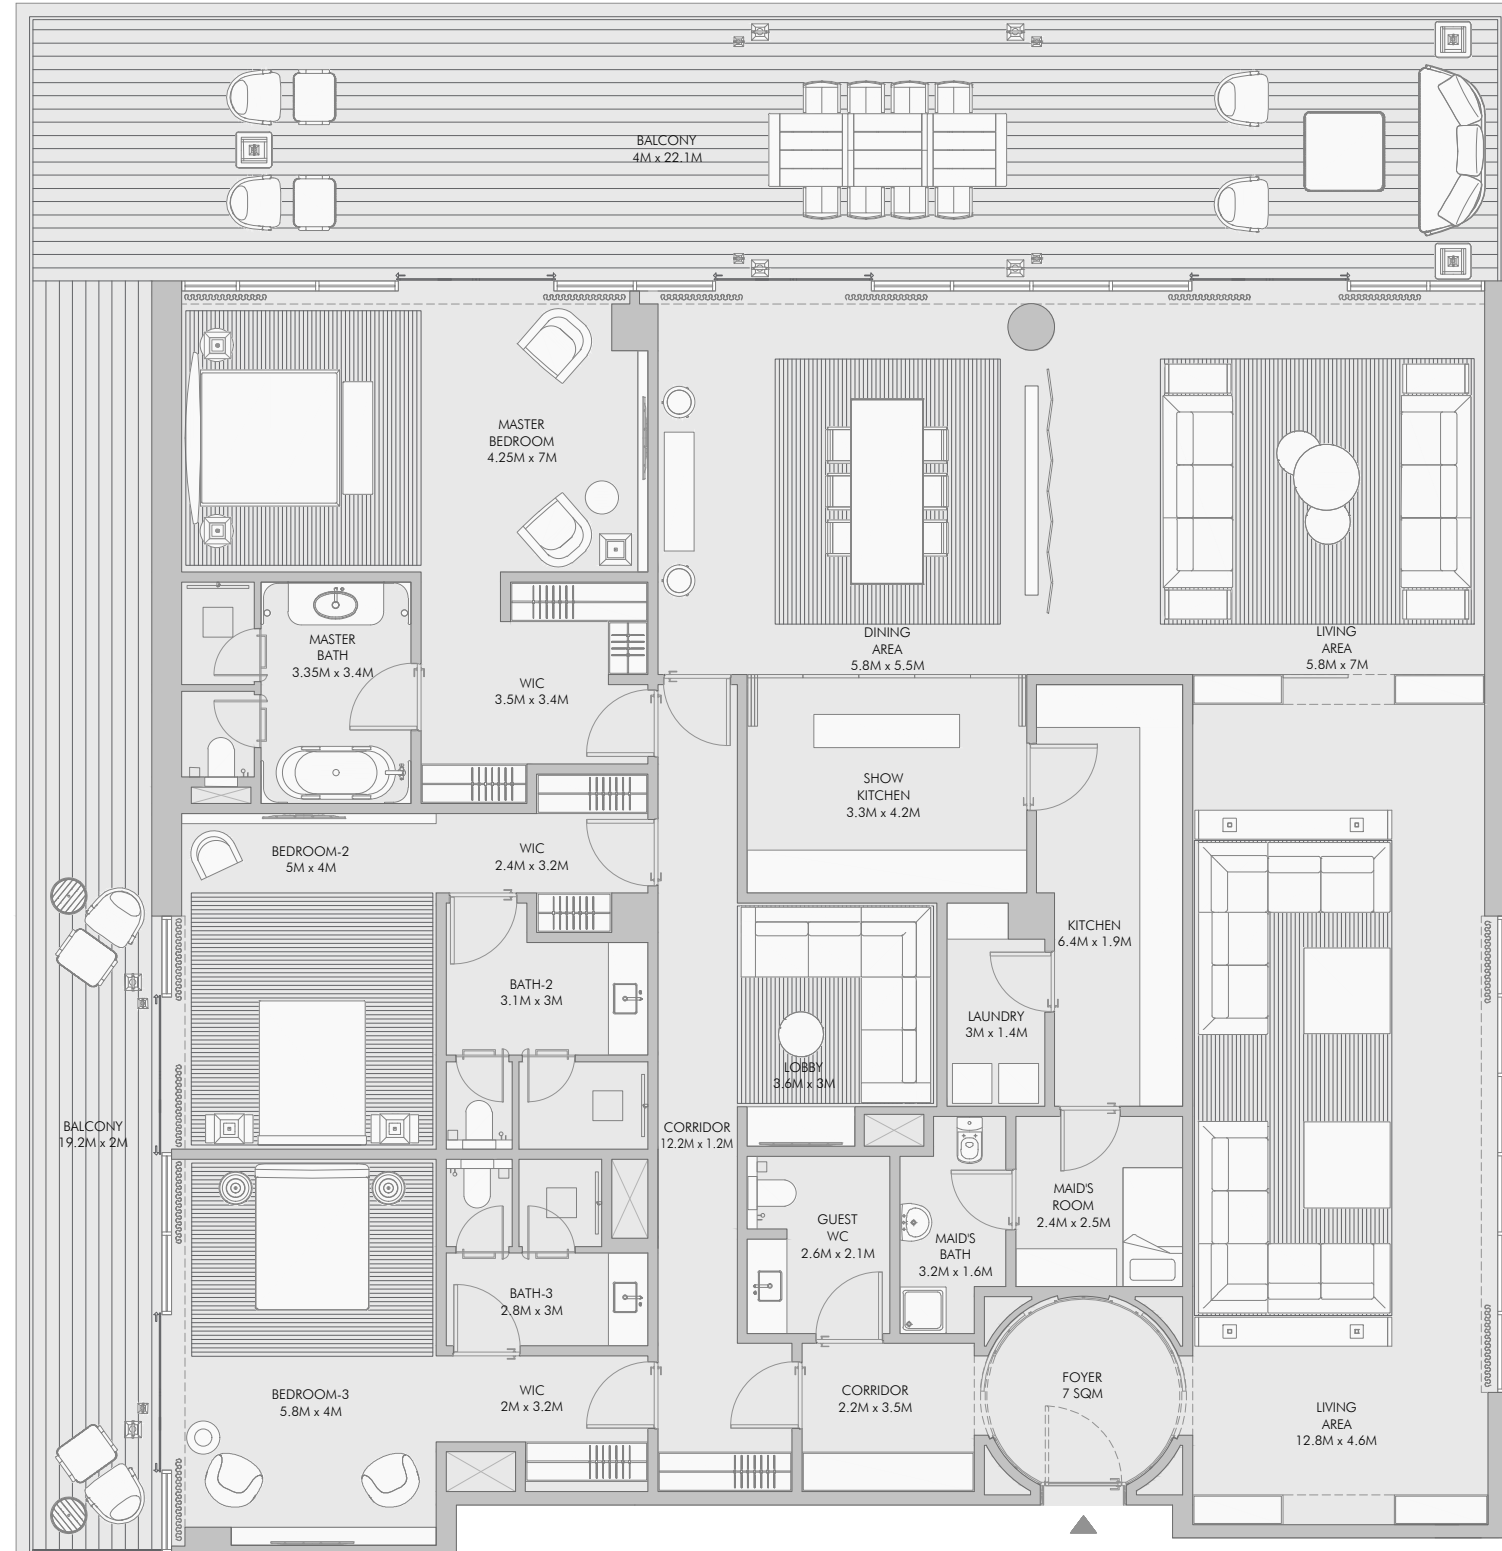 BALCONY
4M x 22.1M
MASTER
BEDROOM
4.25M x 7M
DINING
AREA
5.8M x 5.5M
LIVING
AREA
5.8M x 7M
MASTER
BATH
3.35M x 3.4M
WIC
3.5M x 3.4M
SHOW
KITCHEN
3.3M x 4.2M
BEDROOM-2
5M x 4M
WIC
2.4M x 3.2M
KITCHEN
6.4M x 1.9M
BATH-2
3.1M x 3M
LAUNDRY
3M x 1.4M
LOBBY
3.6M x 3M
BALCONY
19.2M x 2M
CORRIDOR
12.2M x 1.2M
MAID'S
ROOM
2.4M x 2.5M
GUEST
WC
2.6M x 2.1M
MAID'S
BATH
3.2M x 1.6M
BATH-3
2.8M x 3M
BEDROOM-3
5.8M x 4M
WIC
2M x 3.2M
CORRIDOR
2.2M x 3.5M
FOYER
7 SQM
LIVING
AREA
12.8M x 4.6M